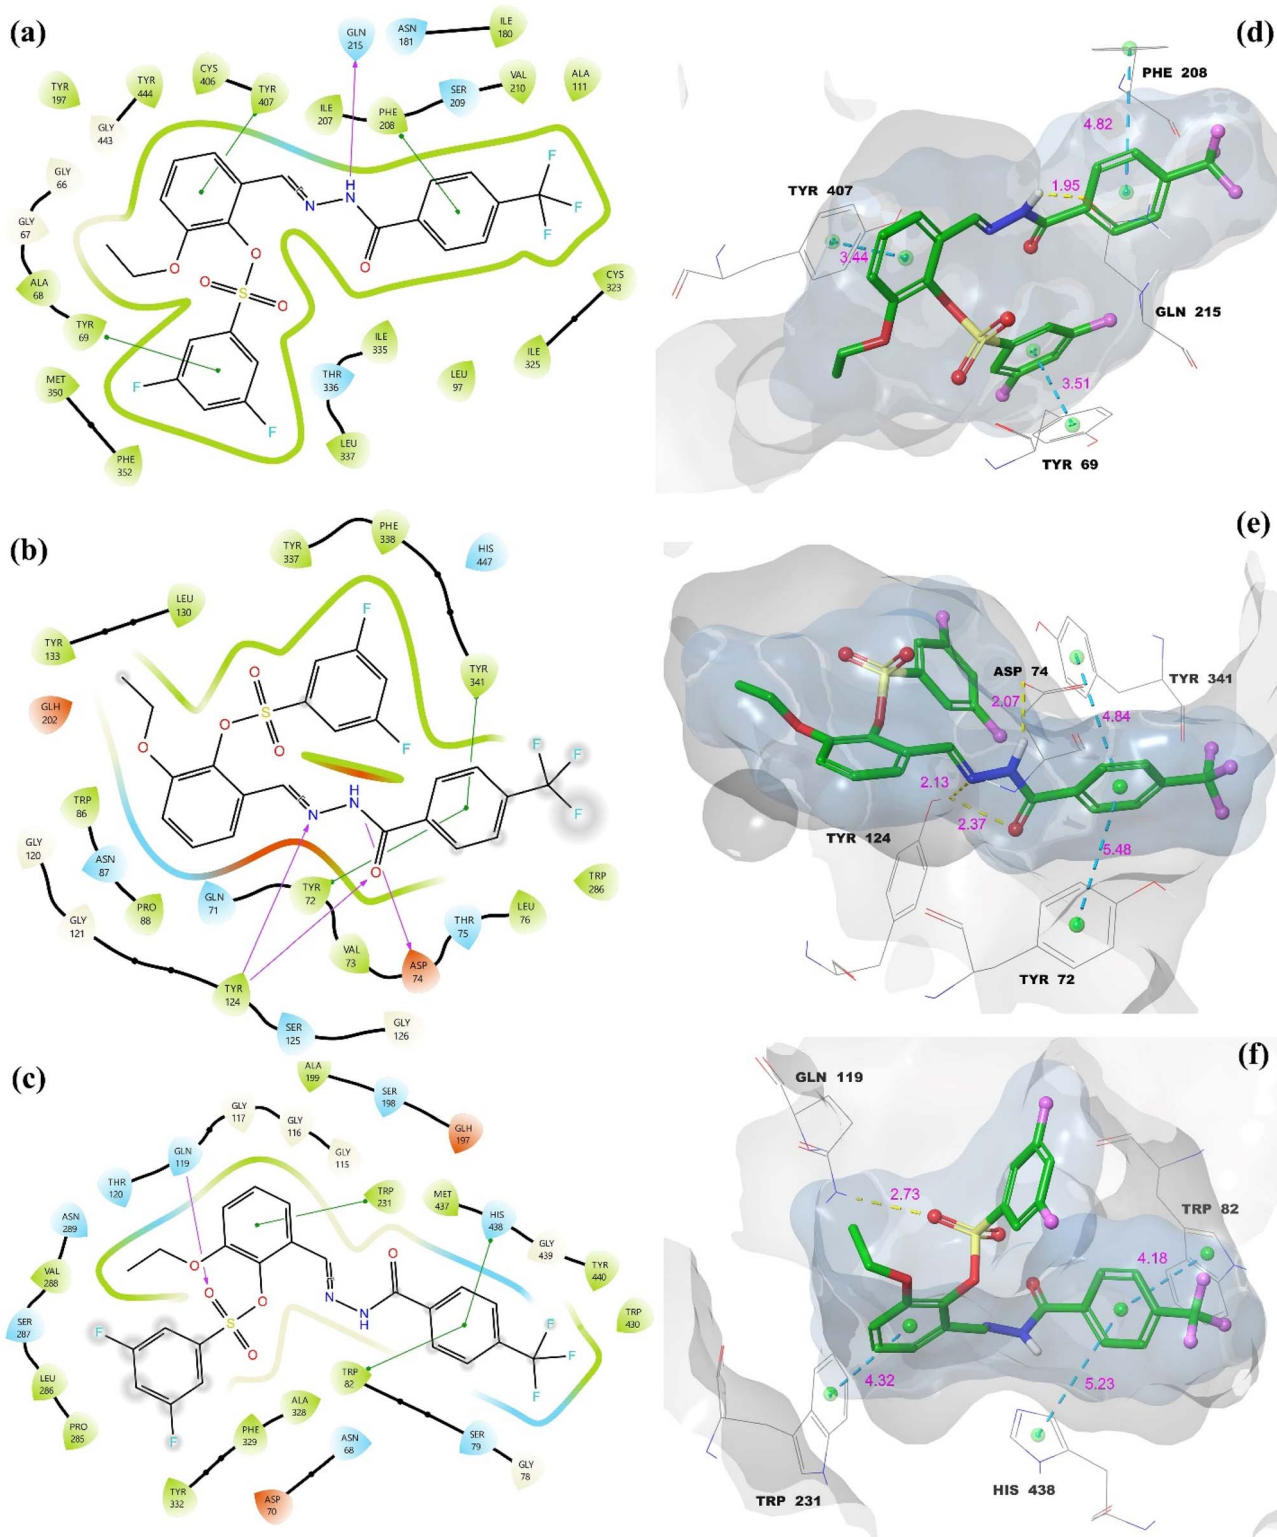 (a)
GLN
215
ASN
181
ILE
180
TYR
197
TYR
444
CYS
406
TYR
407
GLY
443
ILE
207
PHE
208
SER
209
VAL
210
ALA
111
GLY
66
GLY
67
ALA
68
TYR
69
MET
350
PHE
352
ILE
335
THR
336
LEU
337
LEU
97
CYS
323
ILE
325
N
NH
O
O
O
S
O
O
F
F
F
F
F
(d)
PHE 208
4.82
1.95
TYR 407
3.44
GLN 215
3.51
TYR 69
(b)
TYR
337
PHE
338
HIS
447
LEU
130
TYR
133
GLH
202
TYR
341
TRP
86
GLY
120
ASN
87
PRO
88
GLY
121
GLN
71
TYR
72
VAL
73
ASP
74
THR
75
LEU
76
TRP
286
TYR
124
SER
125
GLY
126
F
F
O
S
O
O
O
N
NH
O
F
F
F
(e)
ASP 74
2.07
TYR 341
4.84
2.13
2.37
TYR 124
5.48
TYR 72
(c)
ALA
199
SER
198
GLH
197
GLY
117
GLY
116
GLY
115
GLN
119
THR
120
ASN
289
VAL
288
SER
287
LEU
286
PRO
285
TRP
231
MET
437
HIS
438
GLY
439
TYR
440
TRP
430
TRP
82
ALA
328
PHE
329
TYR
332
ASN
68
ASP
70
SER
79
GLY
78
O
O
O
S
O
F
F
N
N
H
O
F
F
F
(f)
GLN 119
2.73
TRP 82
4.18
4.32
5.23
TRP 231
HIS 438